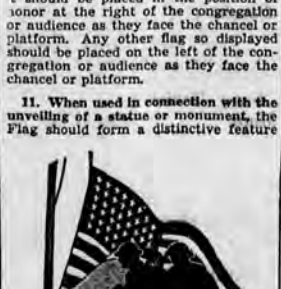 should be placed in the position of
honor at the right of the congregation
or audience as they face the chancel or
platform. Any other flag so displayed
should be placed on the left of the con-
gregation or audience as they face the
chancel or platform.
11. When used in connection with the
unveiling of a statue or monument, the
Flag should form a distinctive feature